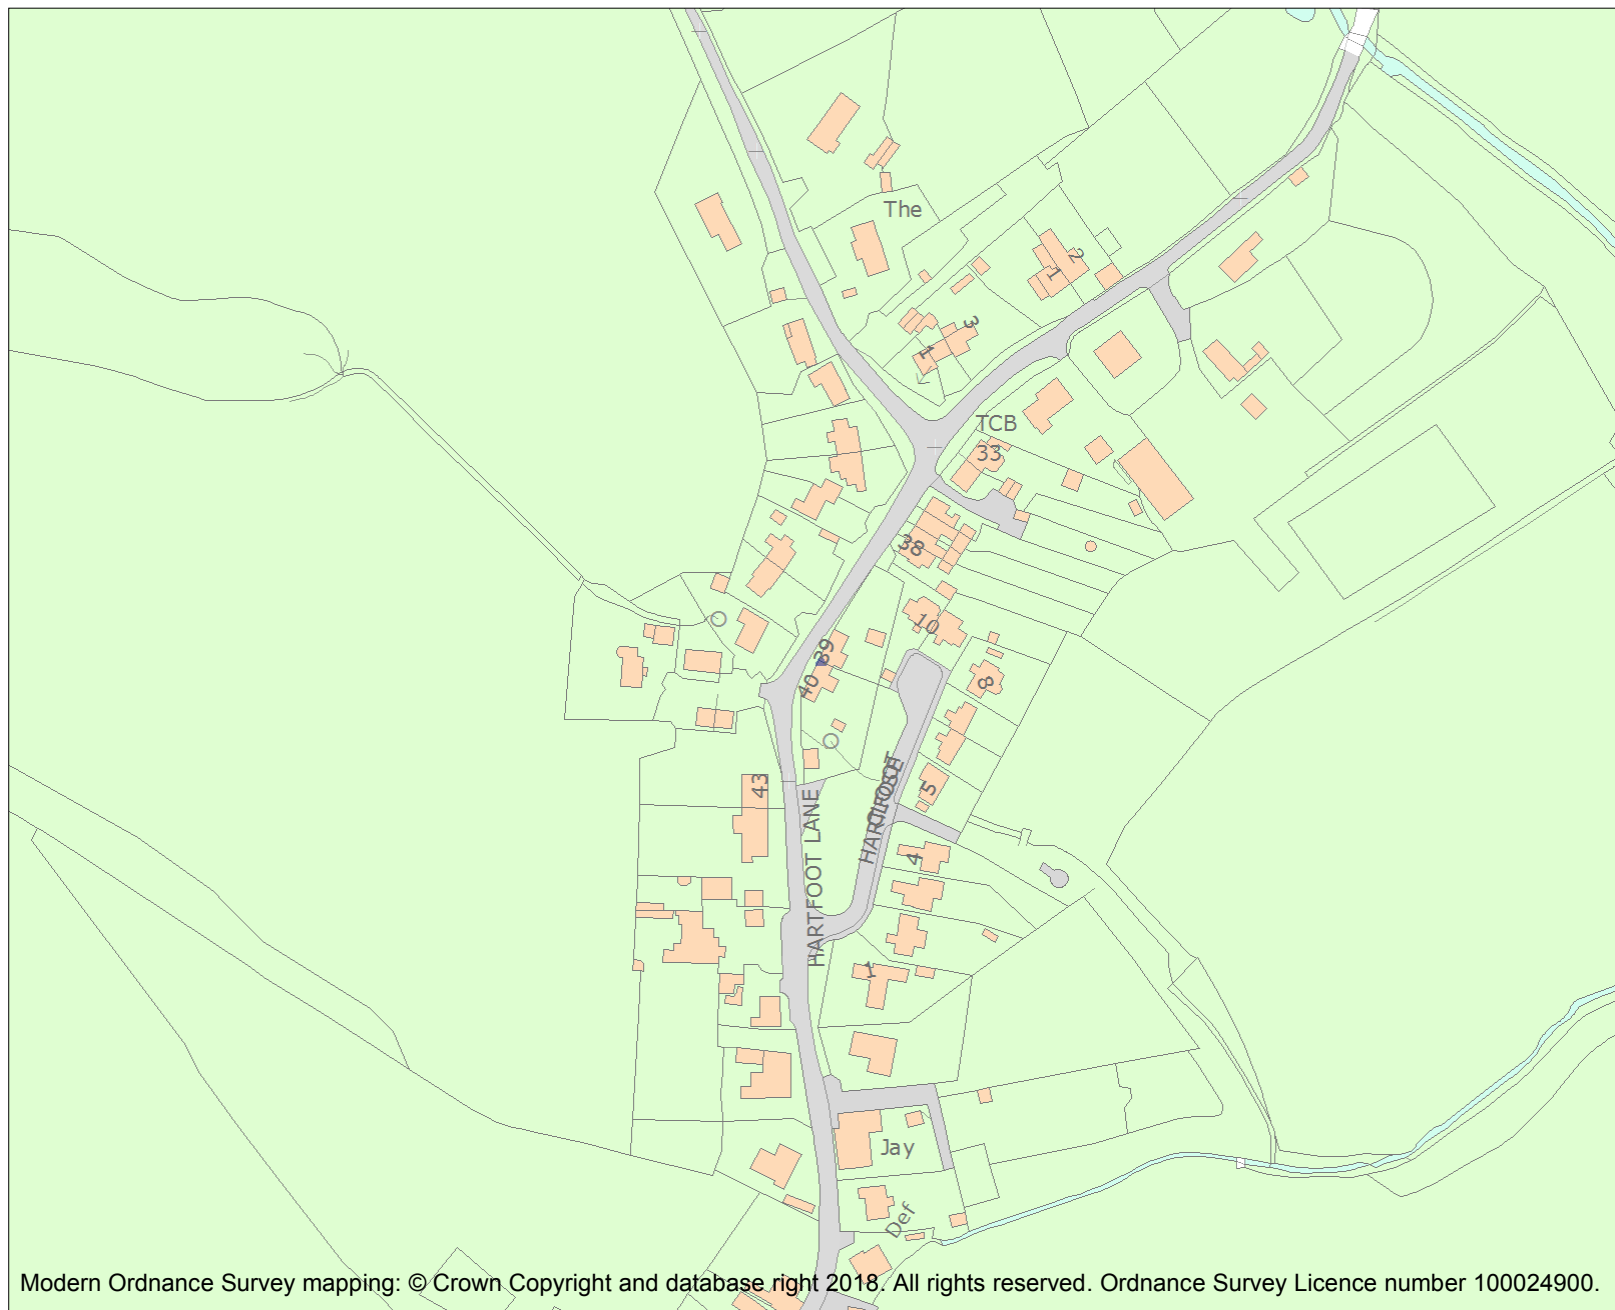 The
2
1
3
1
TCB
33
38
10
39
40
8
43
HARTFOOT LANE
HARTFOOT
CLOSE
5
4
1
Jay
Def
Modern Ordnance Survey mapping: © Crown Copyright and database right 2018. All rights reserved. Ordnance Survey Licence number 100024900.